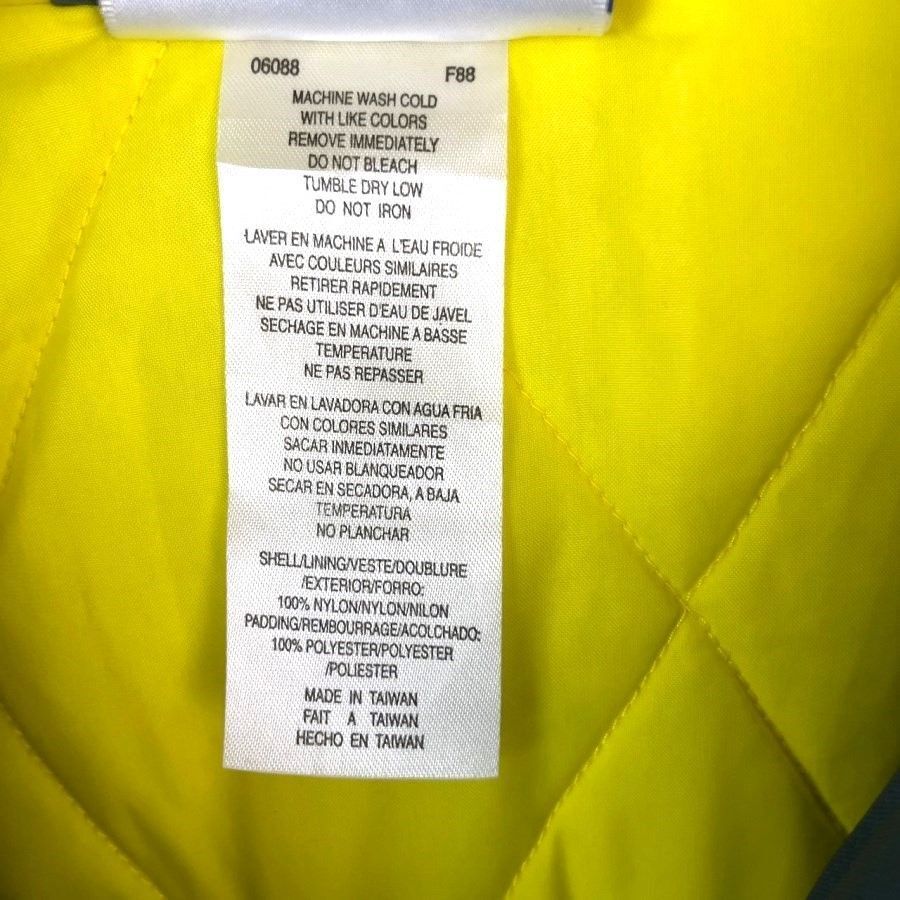 06088 F88
MACHINE WASH COLD
WITH LIKE COLORS
REMOVE IMMEDIATELY
DO NOT BLEACH
TUMBLE DRY LOW
DO NOT IRON
LAVER EN MACHINE A L'EAU FROIDE
AVEC COULEURS SIMILAIRES
RETIRER RAPIDEMENT
NE PAS UTILISER D'EAU DE JAVEL
SECHAGE EN MACHINE A BASSE
TEMPERATURE
NE PAS REPASSER
LAVAR EN LAVADORA CON AGUA FRIA
CON COLORES SIMILARES
SACAR INMEDIATAMENTE
NO USAR BLANQUEADOR
SECAR EN SECADORA, A BAJA
TEMPERATURA
NO PLANCHAR
SHELL/LINING/VESTE/DOUBLURE
/EXTERIOR/FORRO:
100% NYLON/NYLON/NILON
PADDING/REMBOURRAGE/ACOLCHADO:
100% POLYESTER/POLYESTER
/POLIESTER
MADE IN TAIWAN
FAIT A TAIWAN
HECHO EN TAIWAN